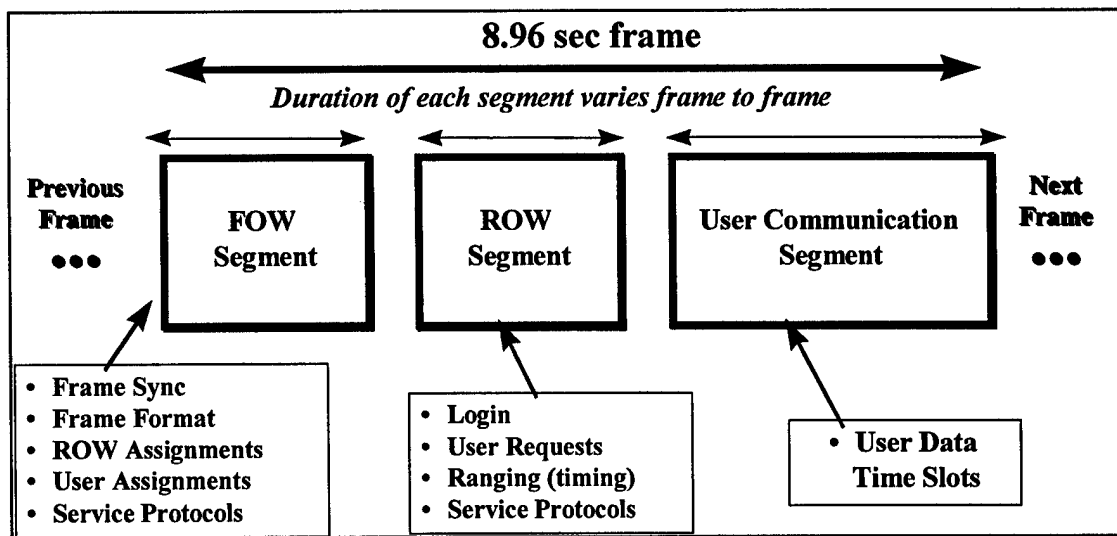 8.96 sec frame
Duration of each segment varies frame to frame
Previous
Frame
●●●
FOW
Segment
ROW
Segment
User Communication
Segment
Next
Frame
●●●
• Frame Sync
• Frame Format
• ROW Assignments
• User Assignments
• Service Protocols
• Login
• User Requests
• Ranging (timing)
• Service Protocols
• User Data
Time Slots